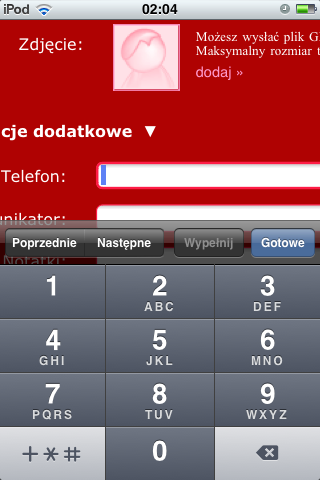 iPod 02:04
Zdjęcie:
Możesz wysłać plik GI
Maksymalny rozmiar t
dodaj »
cje dodatkowe ▼
Telefon:
unikator:
Notatki:
Poprzednie Następne Wypełnij Gotowe
1 2 3
ABC DEF
4 5 6
GHI JKL MNO
7 8 9
PQRS TUV WXYZ
+ * # 0